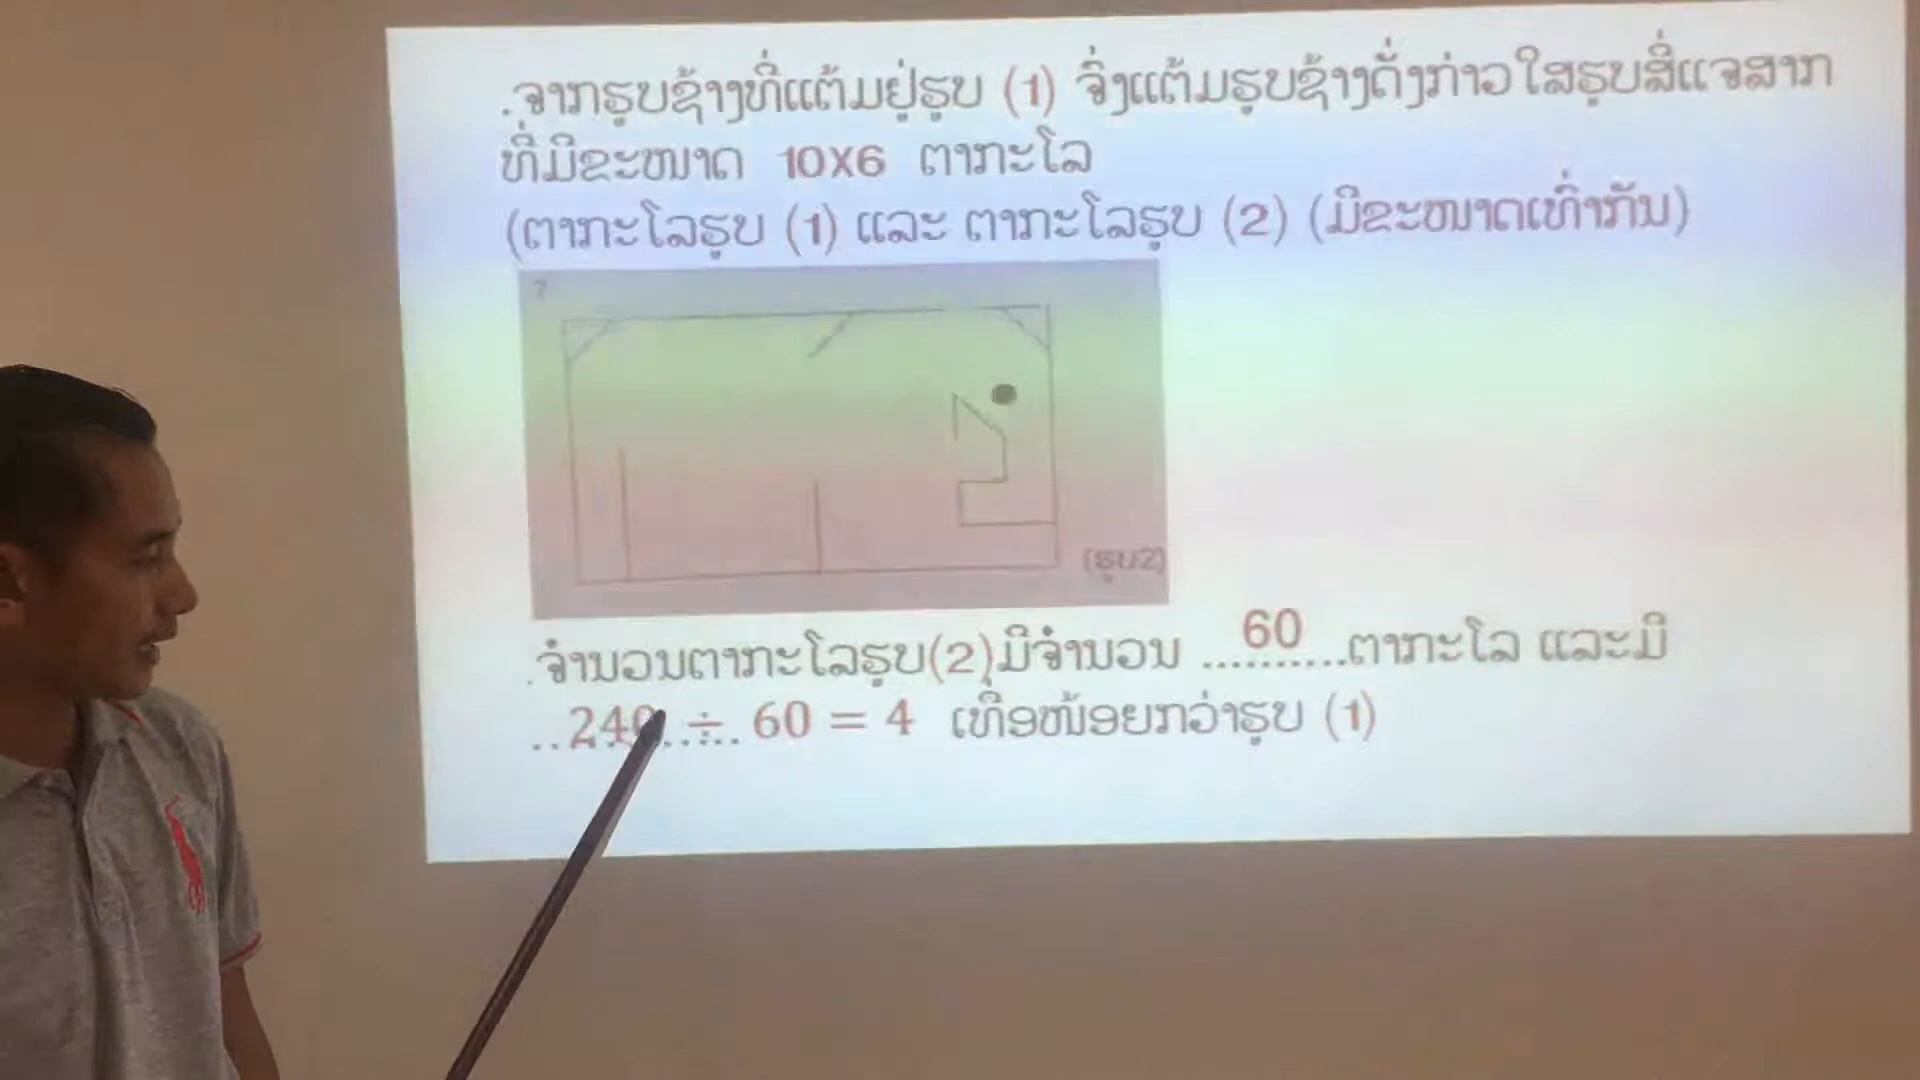 .ຈາກຮູບຊ້າງທີ່ແຕ້ມຢູ່ຮູບ (1) ຈົ່ງແຕ້ມຮູບຊ້າງດັ່ງກ່າວໃສ່ຮູບສີ່ແຈສາກ
ທີ່ມີຂະໜາດ 10X6 ຕາກະໂລ
(ຕາກະໂລຮູບ (1) ແລະ ຕາກະໂລຮູບ (2) (ມີຂະໜາດເທົ່າກັນ)
?
(ຮູບ2)
.ຈຳນວນຕາກະໂລຮູບ(2)ມີຈຳນວນ ....60....ຕາກະໂລ ແລະມີ
..240 ÷.. 60 = 4 ເທື່ອໜ້ອຍກວ່າຮູບ (1)